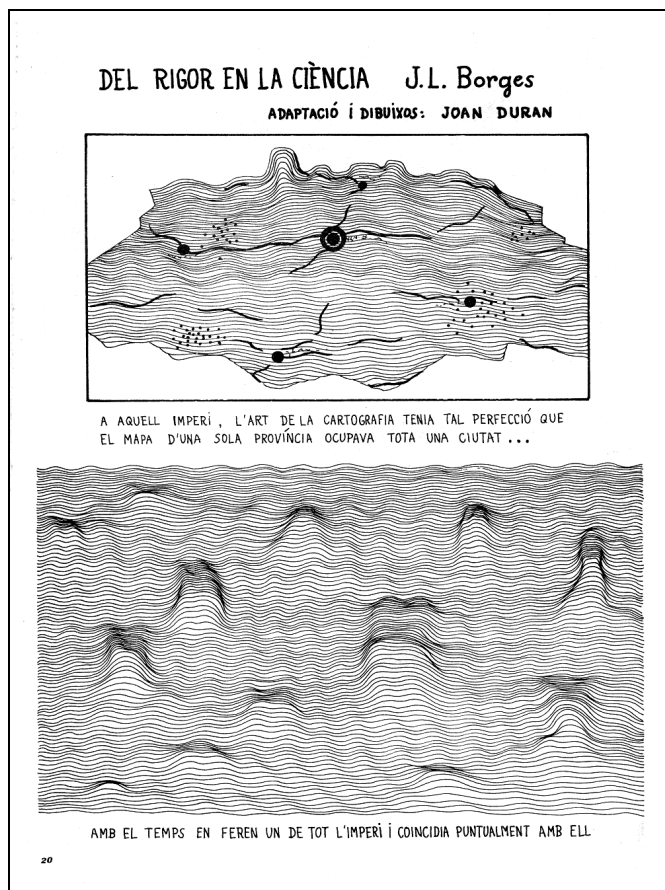 DEL RIGOR EN LA CIÈNCIA J.L. Borges
ADAPTACIÓ i DIBUIXOS: JOAN DURAN
A AQUELL IMPERI, L'ART DE LA CARTOGRAFIA TENIA TAL PERFECCIÓ QUE
EL MAPA D'UNA SOLA PROVÍNCIA OCUPAVA TOTA UNA CIUTAT ...
AMB EL TEMPS EN FEREN UN DE TOT L'IMPERI i COINCIDIA PUNTUALMENT AMB ELL
20